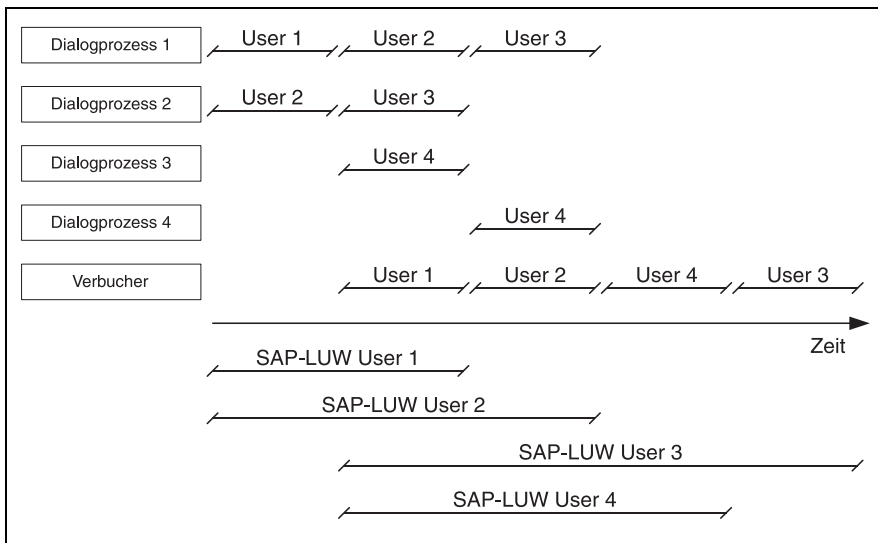 Dialogprozess 1
User 1
User 2
User 3
Dialogprozess 2
User 2
User 3
Dialogprozess 3
User 4
Dialogprozess 4
User 4
Verbucher
User 1
User 2
User 4
User 3
Zeit
SAP-LUW User 1
SAP-LUW User 2
SAP-LUW User 3
SAP-LUW User 4